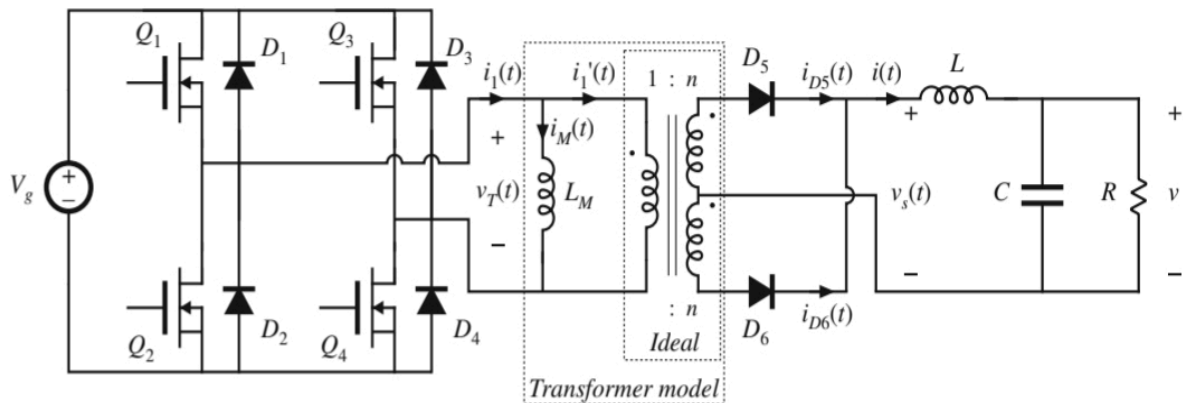 Q1 D1 Q3 D3 D5
i1(t) i1'(t) 1 : n iD5(t) i(t) L
+ iM(t) + +
Vg + − vT(t) LM vs(t) C R v
− − −
Q2 D2 Q4 D4 : n D6 iD6(t)
Ideal
Transformer model